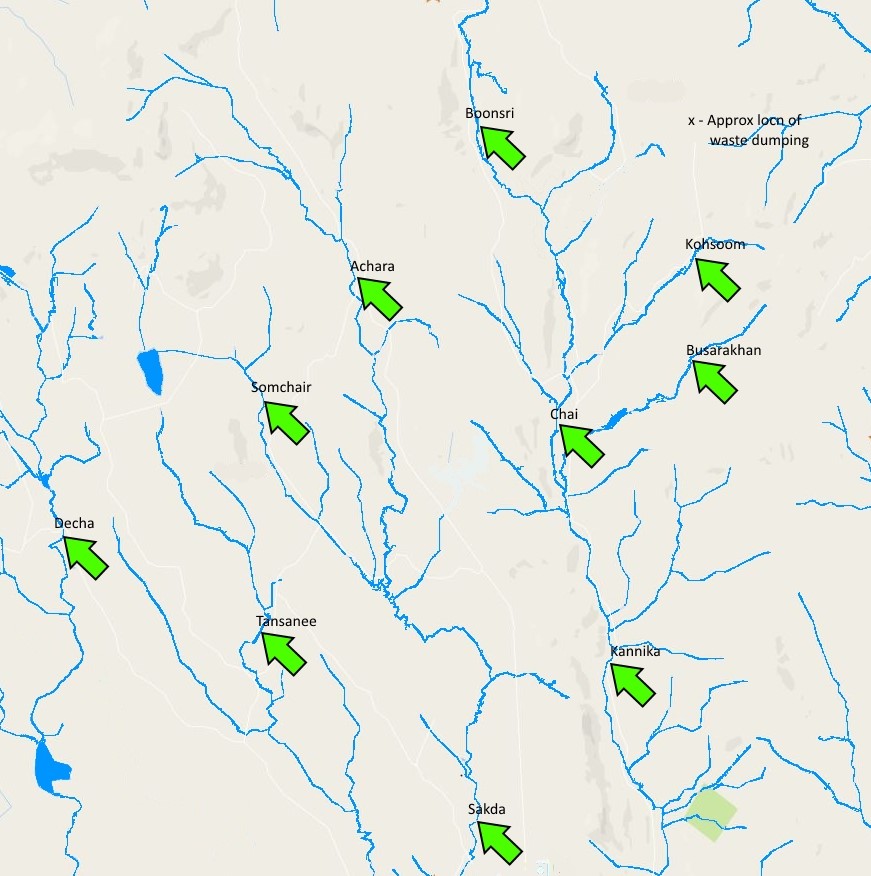 Boonsri
x - Approx locn of
waste dumping
Kohsoom
Achara
Busarakhan
Somchair
Chai
Decha
Tansanee
Kannika
Sakda